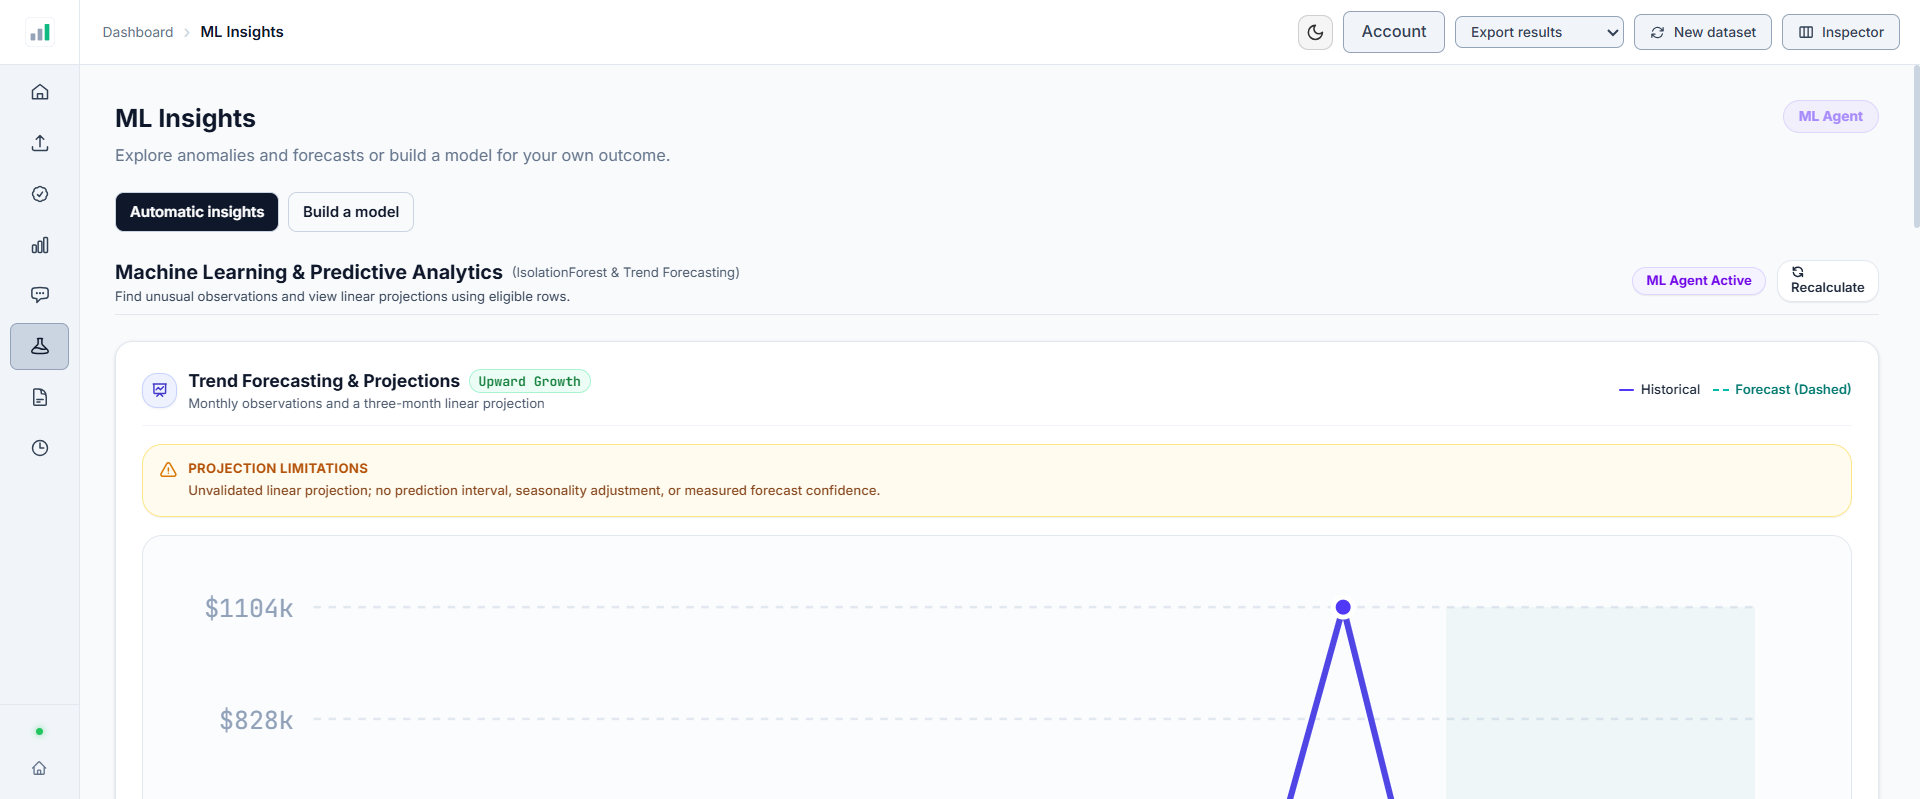 Dashboard > ML Insights
Account
Export results
New dataset
Inspector
ML Insights
ML Agent
Explore anomalies and forecasts or build a model for your own outcome.
Automatic insights
Build a model
Machine Learning & Predictive Analytics (IsolationForest & Trend Forecasting)
Find unusual observations and view linear projections using eligible rows.
ML Agent Active
Recalculate
Trend Forecasting & Projections Upward Growth
Monthly observations and a three-month linear projection
Historical
Forecast (Dashed)
PROJECTION LIMITATIONS
Unvalidated linear projection; no prediction interval, seasonality adjustment, or measured forecast confidence.
$1104k
$828k